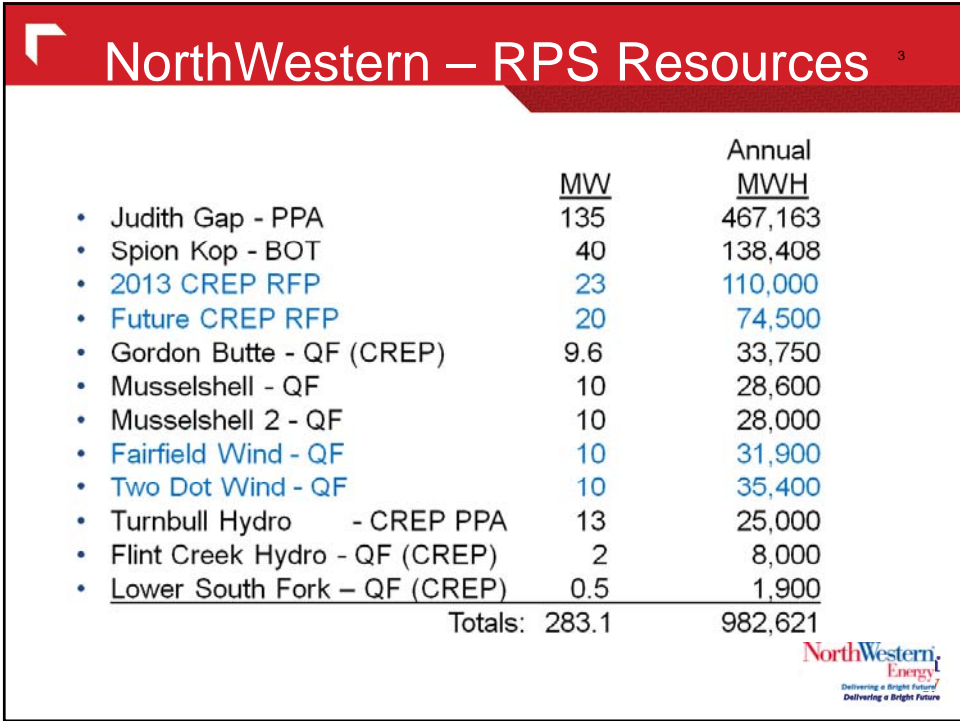 NorthWestern – RPS Resources 3
Annual
MW MWH
• Judith Gap - PPA 135 467,163
• Spion Kop - BOT 40 138,408
• 2013 CREP RFP 23 110,000
• Future CREP RFP 20 74,500
• Gordon Butte - QF (CREP) 9.6 33,750
• Musselshell - QF 10 28,600
• Musselshell 2 - QF 10 28,000
• Fairfield Wind - QF 10 31,900
• Two Dot Wind - QF 10 35,400
• Turnbull Hydro - CREP PPA 13 25,000
• Flint Creek Hydro - QF (CREP) 2 8,000
• Lower South Fork – QF (CREP) 0.5 1,900
Totals: 283.1 982,621
NorthWestern
Energy
Delivering a Bright Future
Delivering a Bright Future